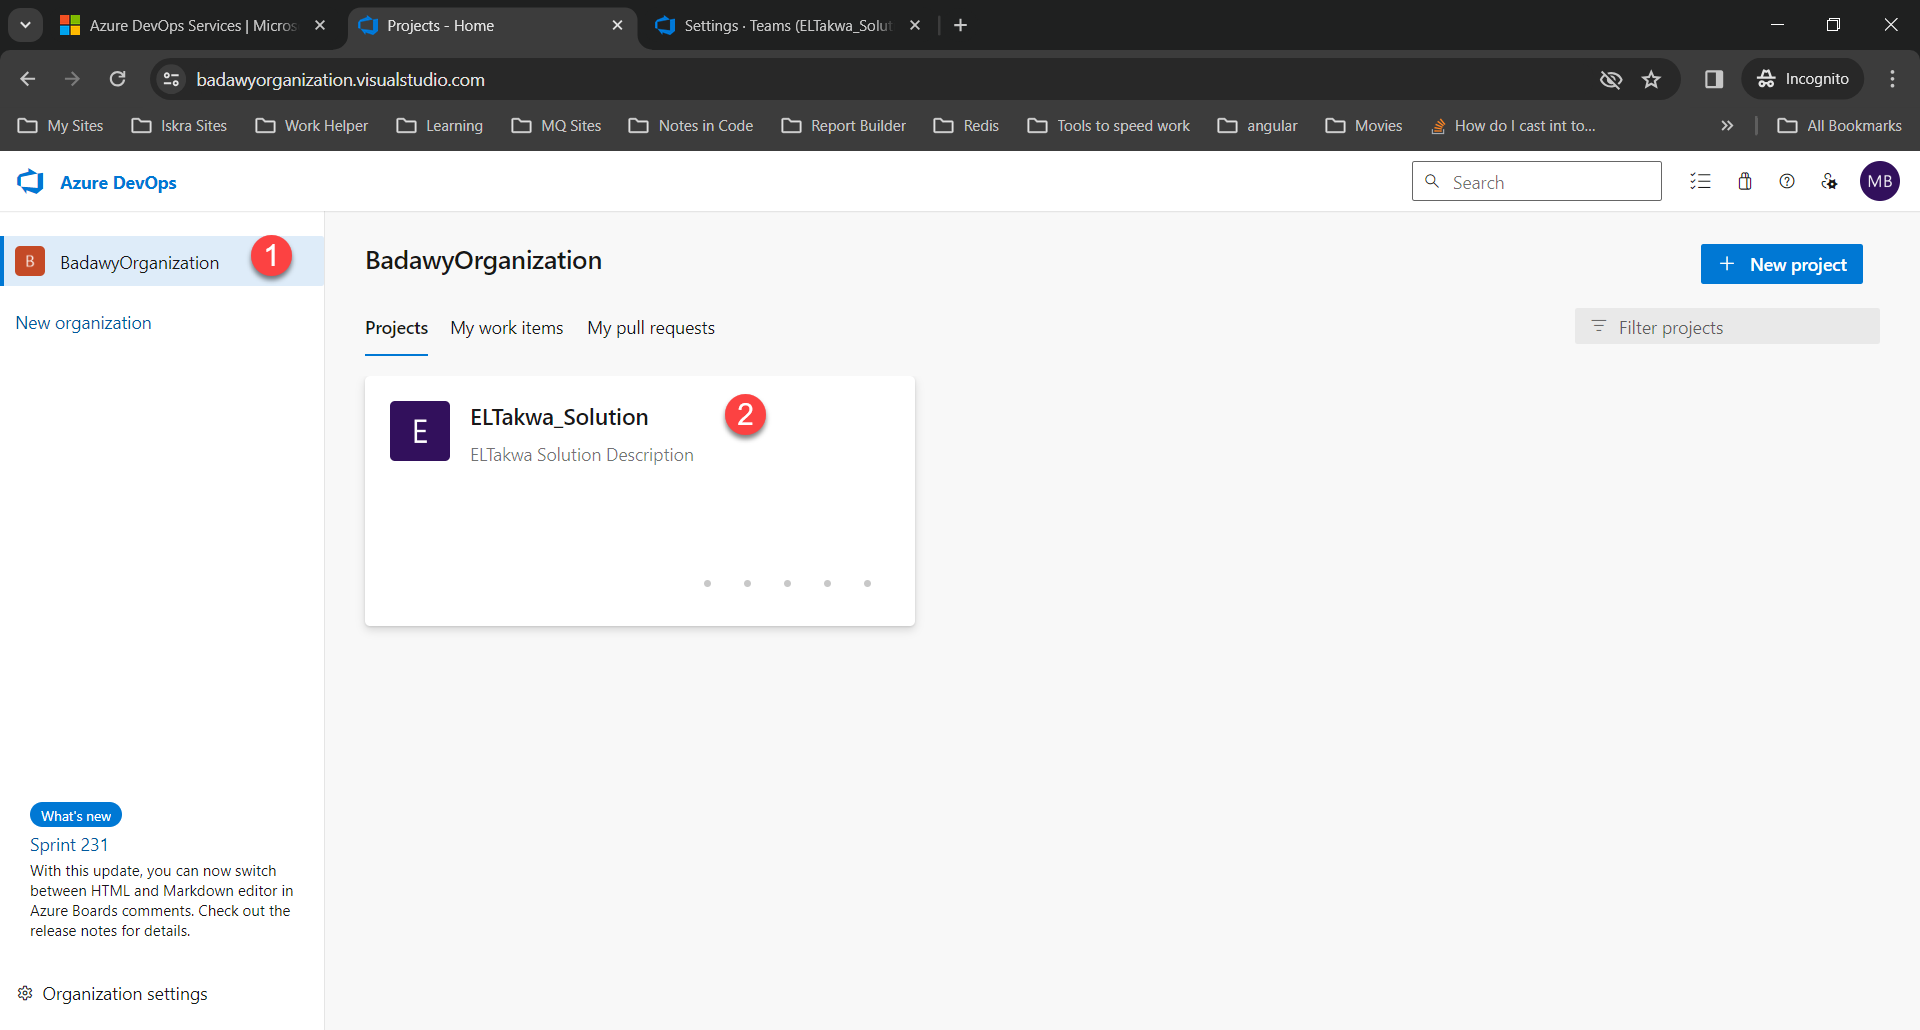 Azure DevOps Services | Micros
Projects - Home
Settings · Teams (ELTakwa_Solut
badawyorganization.visualstudio.com
Incognito
My Sites
Iskra Sites
Work Helper
Learning
MQ Sites
Notes in Code
Report Builder
Redis
Tools to speed work
angular
Movies
How do I cast int to...
All Bookmarks
Azure DevOps
Search
MB
B
BadawyOrganization
1
New organization
BadawyOrganization
New project
Projects
My work items
My pull requests
Filter projects
E
ELTakwa_Solution
2
ELTakwa Solution Description
What's new
Sprint 231
With this update, you can now switch
between HTML and Markdown editor in
Azure Boards comments. Check out the
release notes for details.
Organization settings